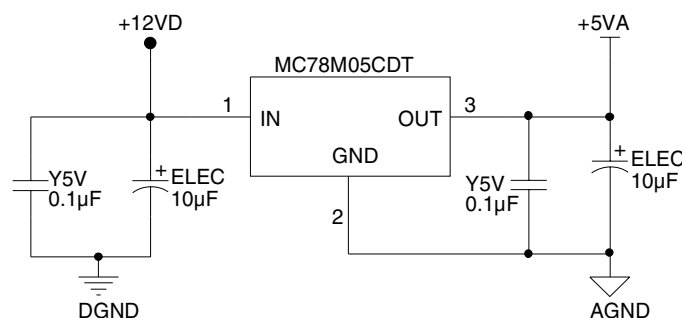 +12VD
+5VA
MC78M05CDT
1
IN
OUT
3
GND
2
Y5V
0.1µF
+
ELEC
10µF
Y5V
0.1µF
+
ELEC
10µF
DGND
AGND